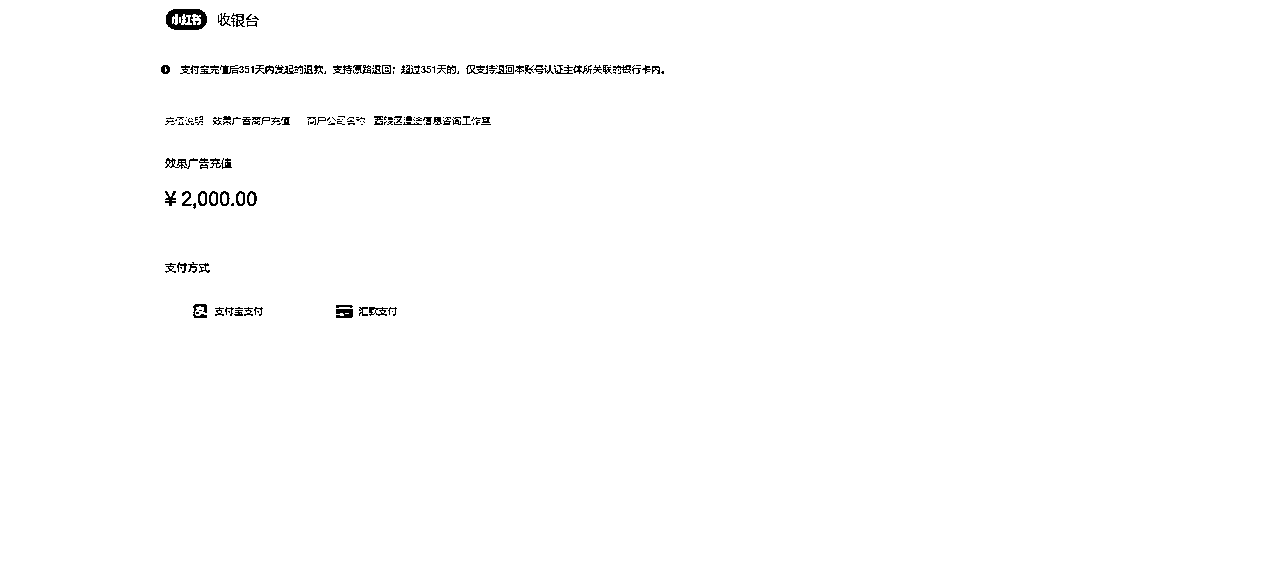 小红书 收银台
支付宝充值后351天内发起的退款，支持原路退回；超过351天的，仅支持退回本账号认证主体所关联的银行卡内。
充值说明 效果广告商户充值 商户公司名称 西陵区遭途信息咨询工作室
效果广告充值
¥ 2,000.00
支付方式
支付宝支付 汇款支付